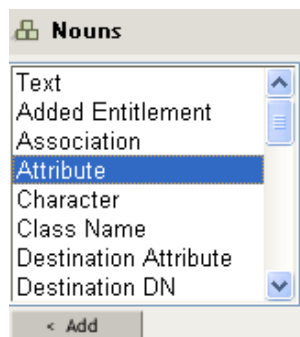 Nouns
Text
Added Entitlement
Association
Attribute
Character
Class Name
Destination Attribute
Destination DN
< Add